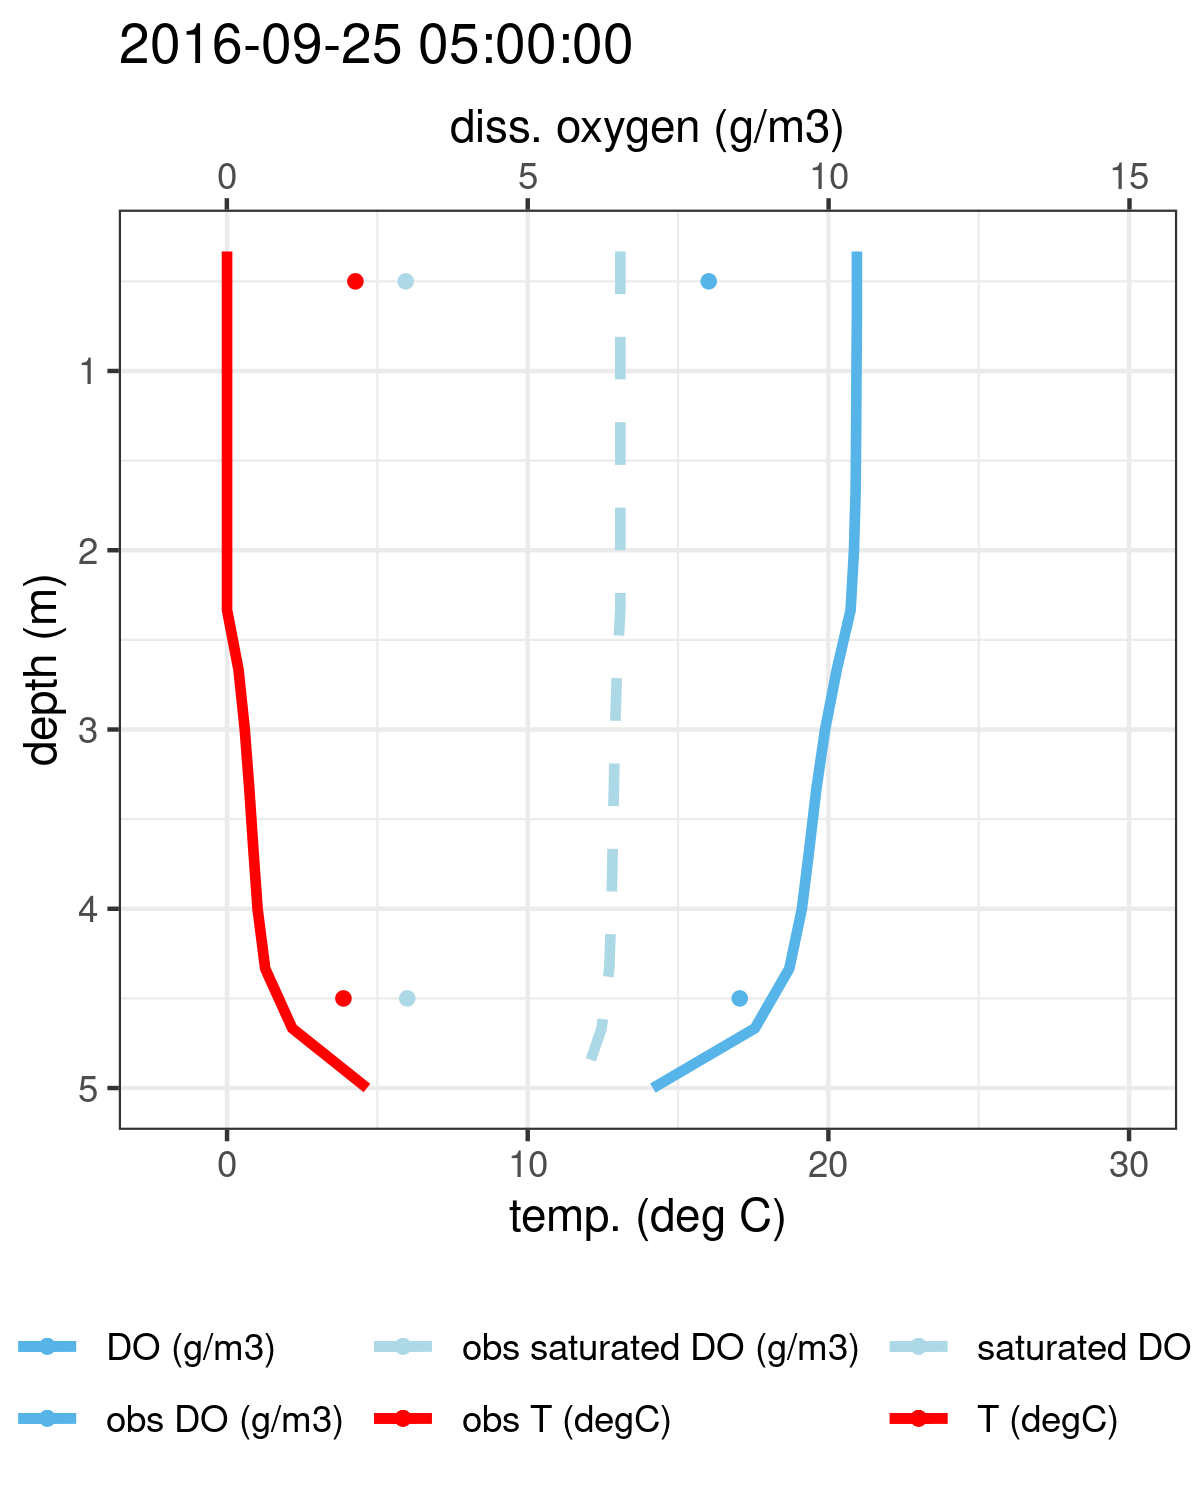 2016-09-25 05:00:00
diss. oxygen (g/m3)
0 5 10 15
depth (m)
1
2
3
4
5
0 10 20 30
temp. (deg C)
DO (g/m3) obs saturated DO (g/m3) saturated DO
obs DO (g/m3) obs T (degC) T (degC)